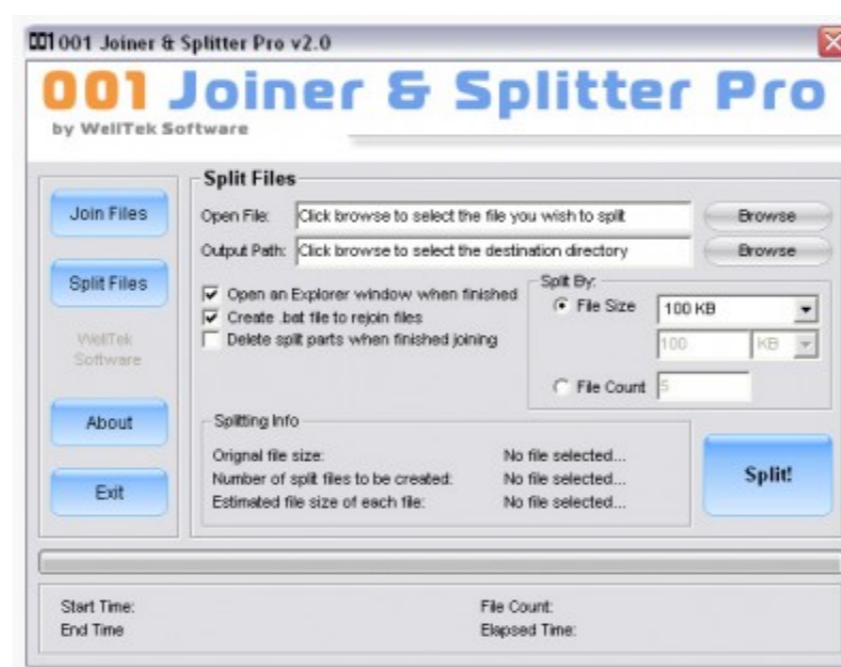 001 001 Joiner & Splitter Pro v2.0
001 Joiner & Splitter Pro
by WellTek Software
Join Files
Split Files
WellTek
Software
About
Exit
Split Files
Open File: Click browse to select the file you wish to split Browse
Output Path: Click browse to select the destination directory Browse
Open an Explorer window when finished
Create .bat file to rejoin files
Delete split parts when finished joining
Split By:
File Size 100 KB
100 KB
File Count 5
Splitting Info
Orignal file size: No file selected...
Number of split files to be created: No file selected...
Estimated file size of each file: No file selected...
Split!
Start Time: File Count:
End Time Elapsed Time: